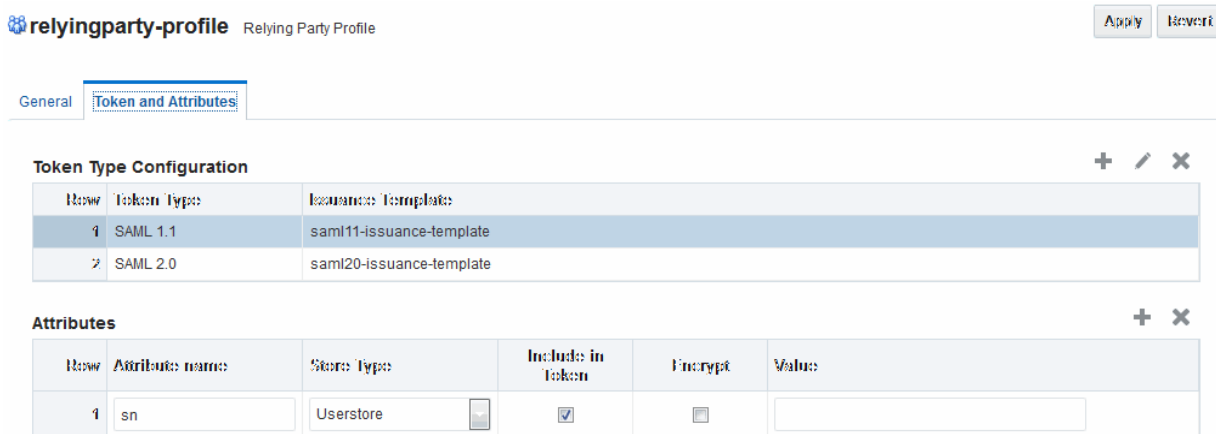 relyingparty-profile Relying Party Profile Apply Revert
General Token and Attributes
Token Type Configuration
Row Token Type Issuance Template
1 SAML 1.1 saml11-issuance-template
2 SAML 2.0 saml20-issuance-template
Attributes
Row Attribute name Store Type Include in Token Encrypt Value
1 sn Userstore